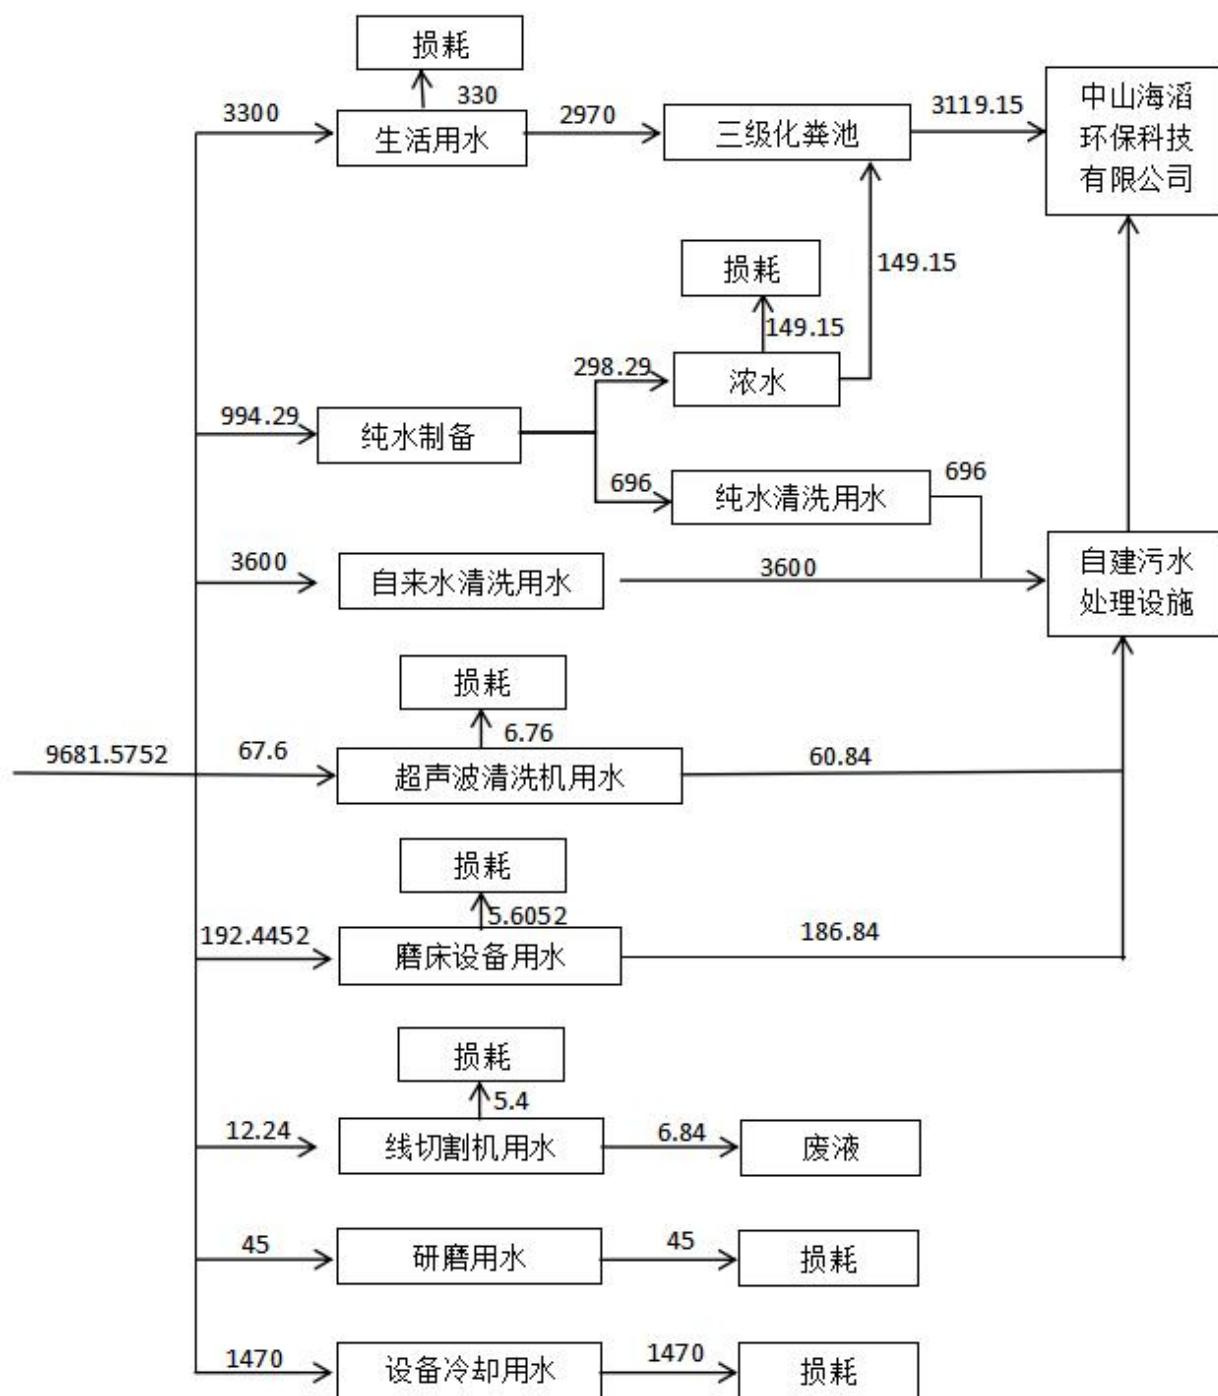 损耗
330
3300
生活用水
2970
三级化粪池
3119.15
中山海滔
环保科技
有限公司
损耗
149.15
149.15
298.29
浓水
994.29
纯水制备
696
纯水清洗用水
696
3600
自来水清洗用水
3600
自建污水
处理设施
损耗
6.76
9681.5752
67.6
超声波清洗机用水
60.84
损耗
5.6052
192.4452
磨床设备用水
186.84
损耗
5.4
12.24
线切割机用水
6.84
废液
45
研磨用水
45
损耗
1470
设备冷却用水
1470
损耗